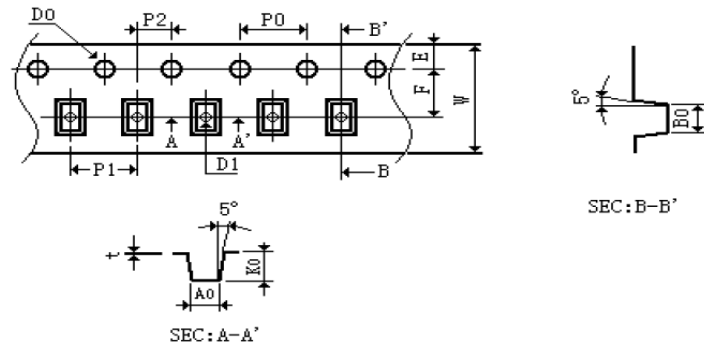 D0
P2
P0
B'
E
F
W
5°
B0
A
A'
P1
D1
B
SEC:B-B'
5°
t
K0
A0
SEC:A-A'